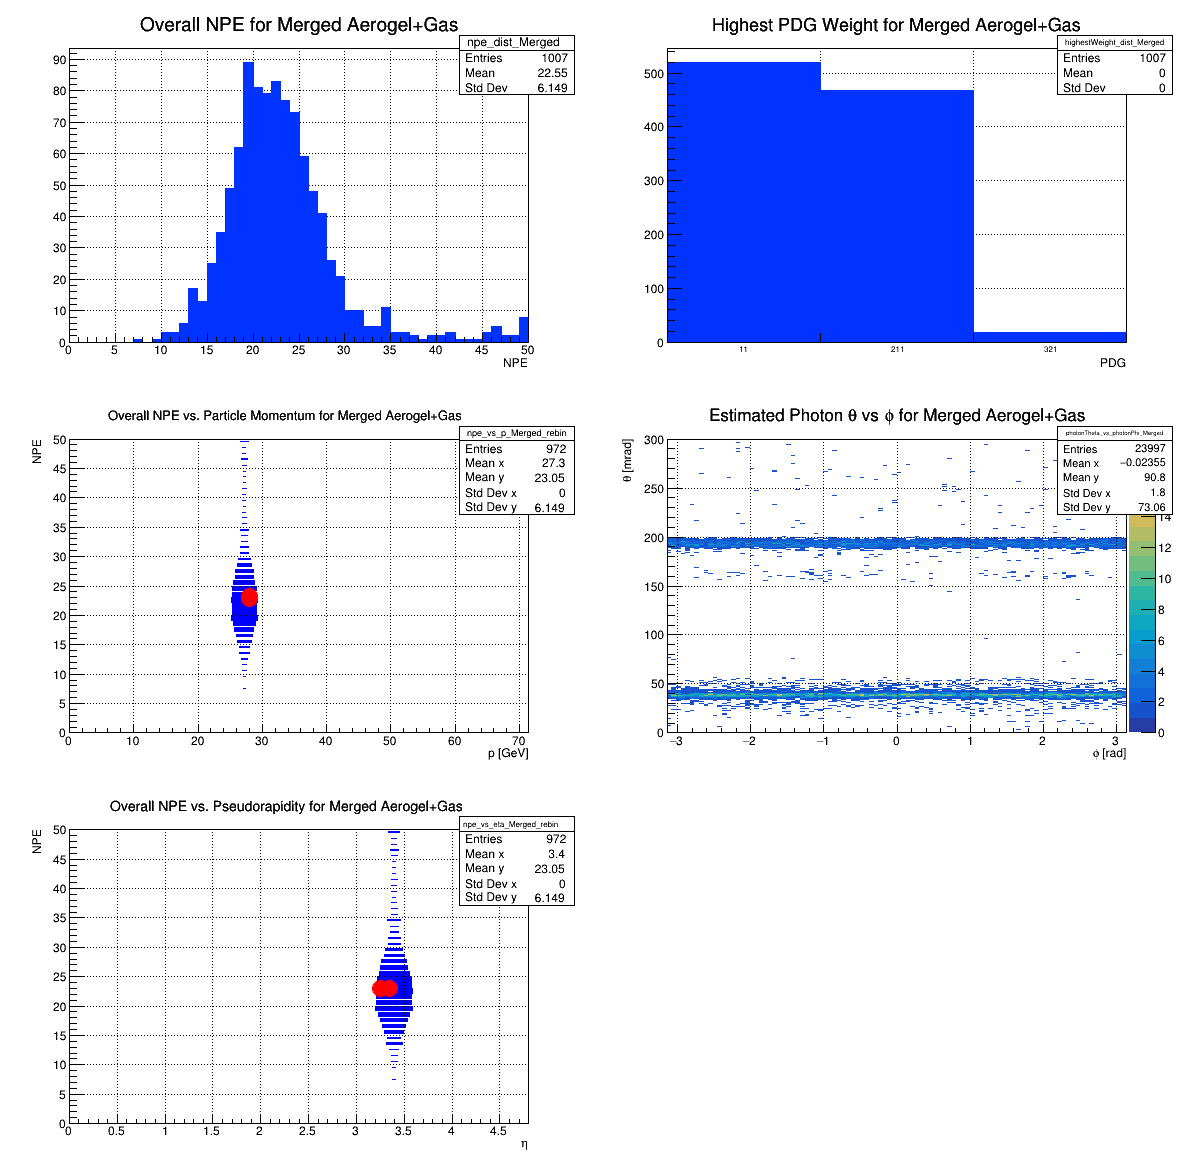 Overall NPE for Merged Aerogel+Gas
npe_dist_Merged
Entries 1007
Mean 22.55
Std Dev 6.149
90
80
70
60
50
40
30
20
10
0
0 5 10 15 20 25 30 35 40 45 50
NPE
Highest PDG Weight for Merged Aerogel+Gas
highestWeight_dist_Merged
Entries 1007
Mean 0
Std Dev 0
500
400
300
200
100
0
11 211 321
PDG
Overall NPE vs. Particle Momentum for Merged Aerogel+Gas
npe_vs_p_Merged_rebin
Entries 972
Mean x 27.3
Mean y 23.05
Std Dev x 0
Std Dev y 6.149
NPE
50
45
40
35
30
25
20
15
10
5
0
0 10 20 30 40 50 60 70
p [GeV]
Estimated Photon θ vs ϕ for Merged Aerogel+Gas
photonTheta_vs_photonPhi_Merged
Entries 23997
Mean x −0.02355
Mean y 90.8
Std Dev x 1.8
Std Dev y 73.06
θ [mrad]
300
250
200
150
100
50
0
−3 −2 −1 0 1 2 3
ϕ [rad]
14
12
10
8
6
4
2
0
Overall NPE vs. Pseudorapidity for Merged Aerogel+Gas
npe_vs_eta_Merged_rebin
Entries 972
Mean x 3.4
Mean y 23.05
Std Dev x 0
Std Dev y 6.149
NPE
50
45
40
35
30
25
20
15
10
5
0
0 0.5 1 1.5 2 2.5 3 3.5 4 4.5
η